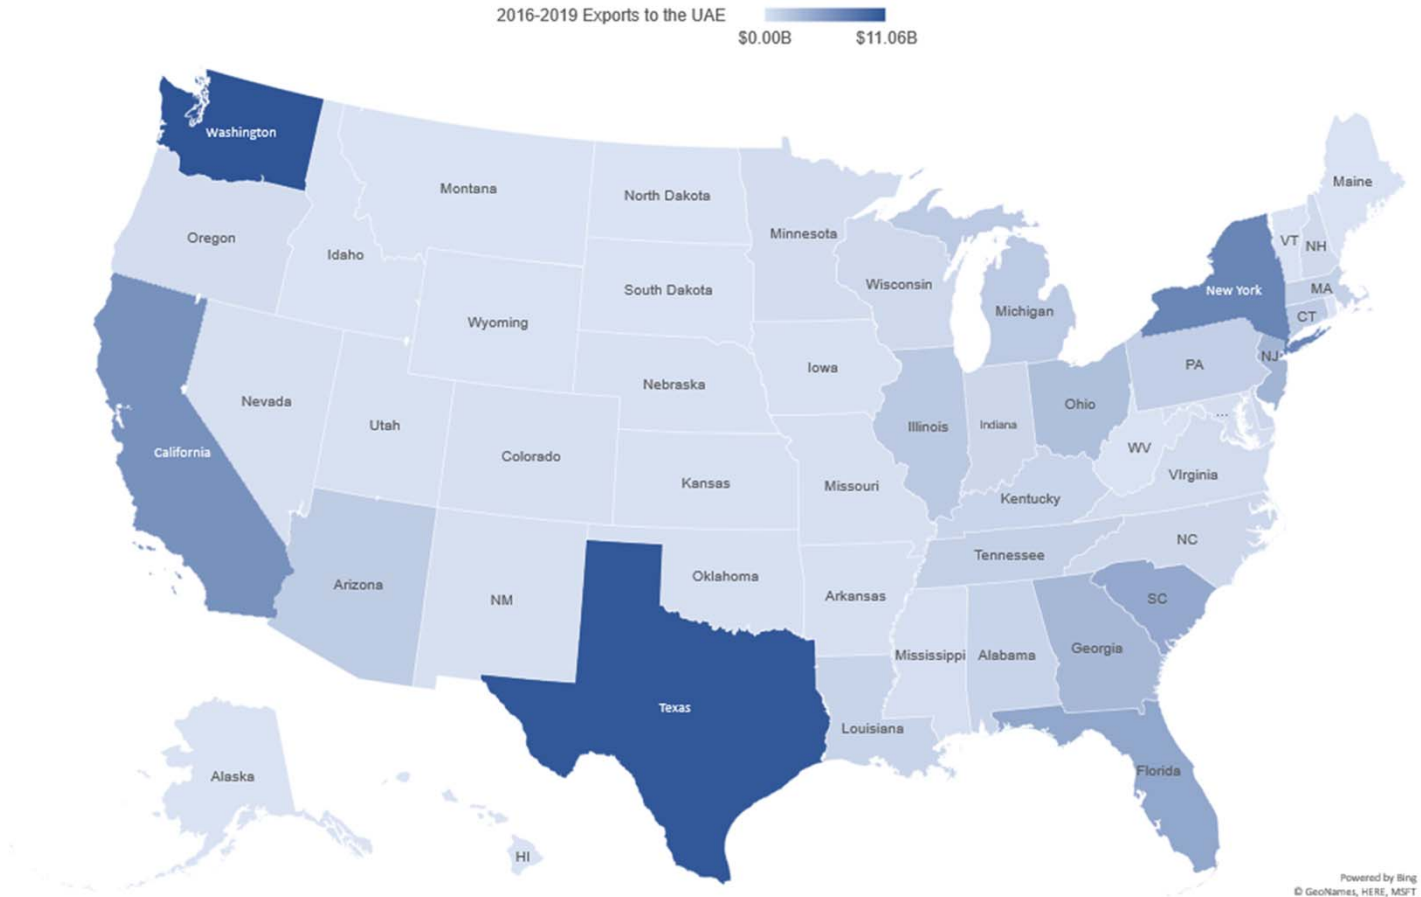 2016-2019 Exports to the UAE
$0.00B $11.06B
Washington
Montana
North Dakota
Minnesota
Maine
Oregon
Idaho
VT
NH
South Dakota
Wisconsin
New York
MA
Wyoming
Michigan
CT
Nebraska
Iowa
PA
NJ
Nevada
Ohio
...
Utah
Illinois
Indiana
California
Colorado
WV
Kansas
Missouri
VIrginia
Kentucky
NC
Tennessee
Arizona
NM
Oklahoma
Arkansas
SC
Mississippi
Alabama
Georgia
Texas
Louisiana
Florida
Alaska
HI
Powered by Bing
© GeoNames, HERE, MSFT